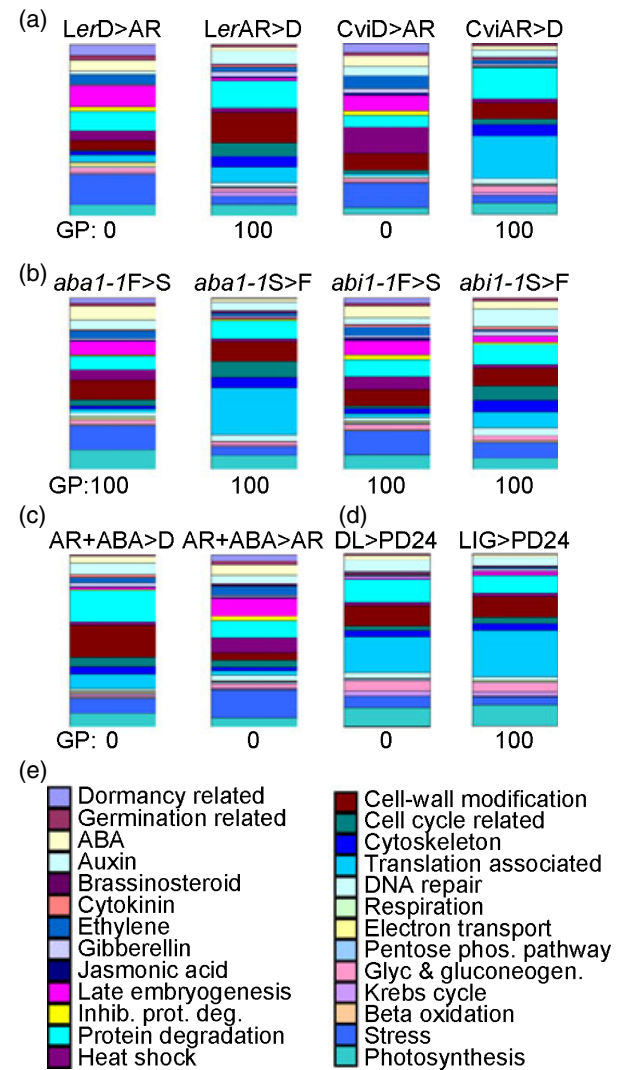 (a)
LerD>AR LerAR>D CviD>AR CviAR>D
GP: 0 100 0 100
(b)
aba1-1F>S aba1-1S>F abi1-1F>S abi1-1S>F
GP:100 100 100 100
(c) (d)
AR+ABA>D AR+ABA>AR DL>PD24 LIG>PD24
GP: 0 0 0 100
(e)
Dormancy related
Germination related
ABA
Auxin
Brassinosteroid
Cytokinin
Ethylene
Gibberellin
Jasmonic acid
Late embryogenesis
Inhib. prot. deg.
Protein degradation
Heat shock
Cell-wall modification
Cell cycle related
Cytoskeleton
Translation associated
DNA repair
Respiration
Electron transport
Pentose phos. pathway
Glyc & gluconeogen.
Krebs cycle
Beta oxidation
Stress
Photosynthesis